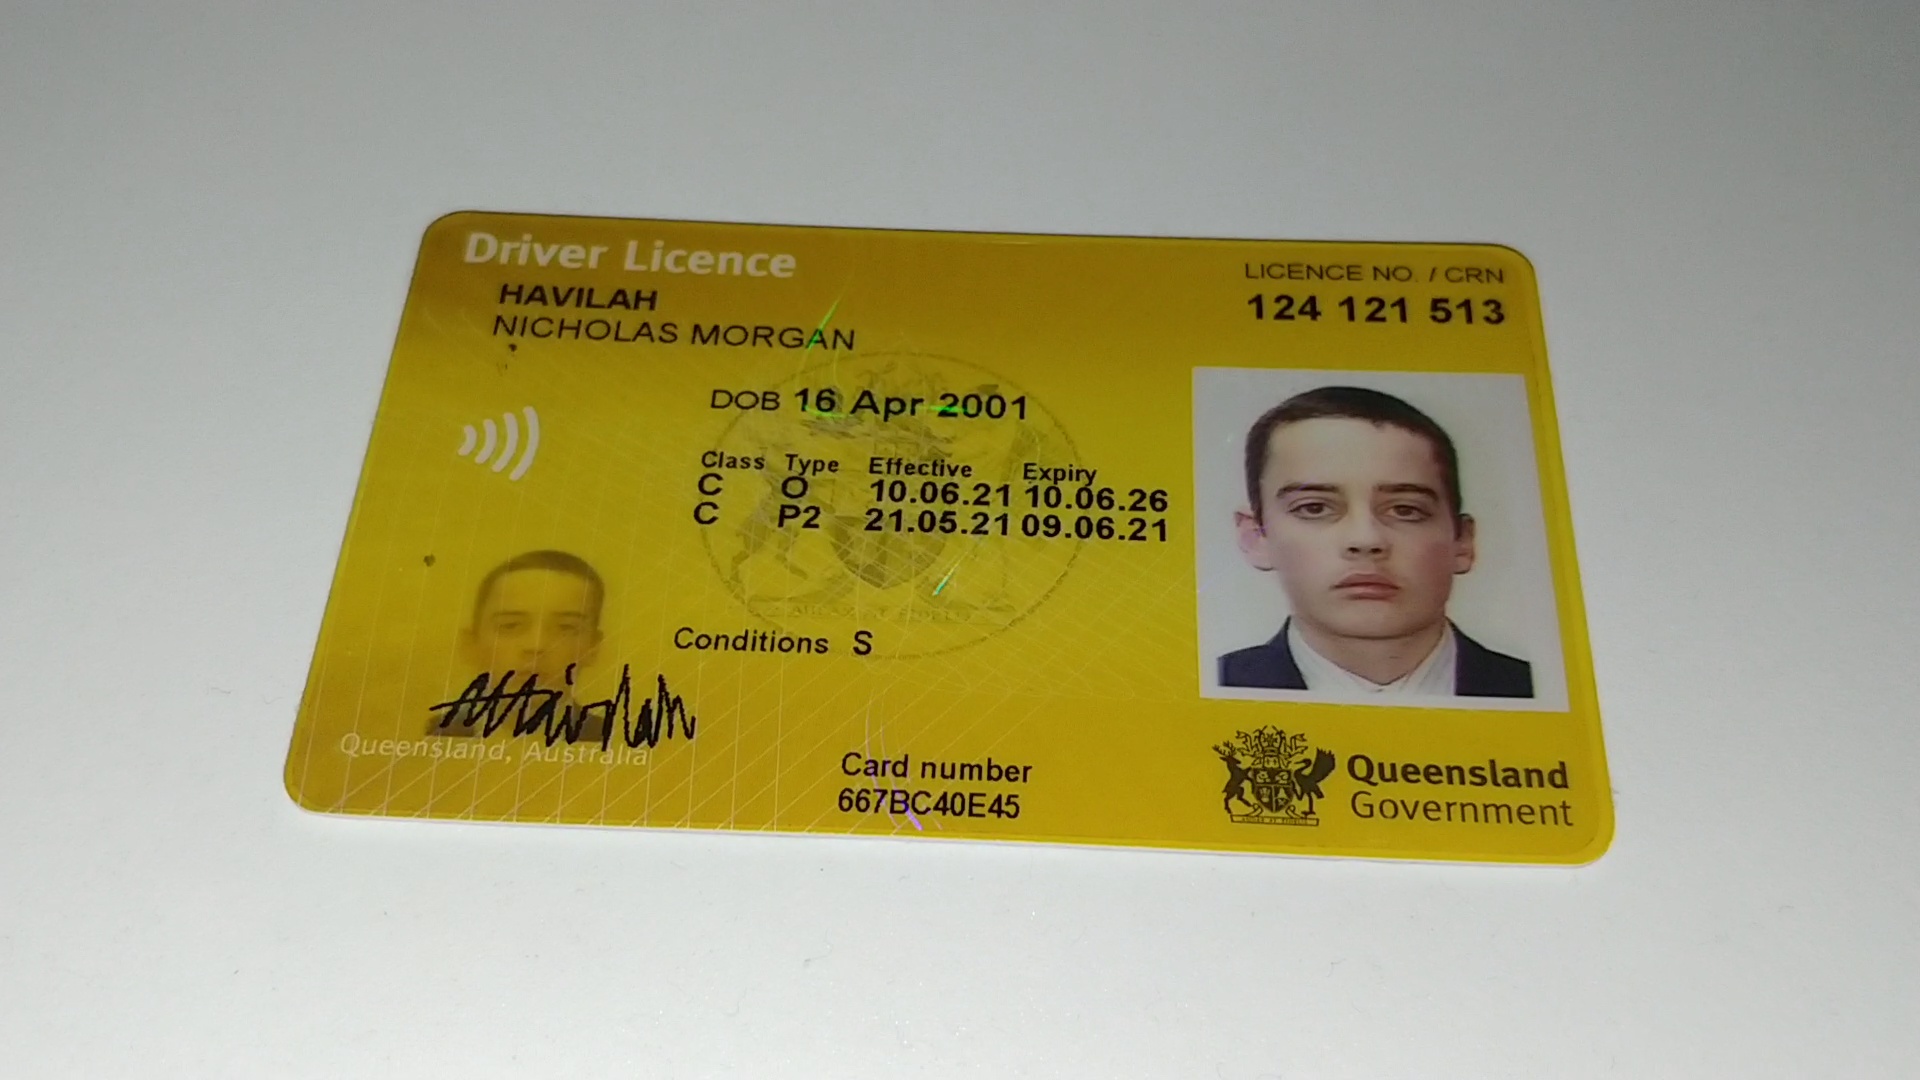 Driver Licence
HAVILAH
NICHOLAS MORGAN
LICENCE NO. / CRN
124 121 513
DOB 16 Apr 2001
Class Type Effective Expiry
C O 10.06.21 10.06.26
C P2 21.05.21 09.06.21
Conditions S
Queensland, Australia
Card number
667BC40E45
Queensland
Government